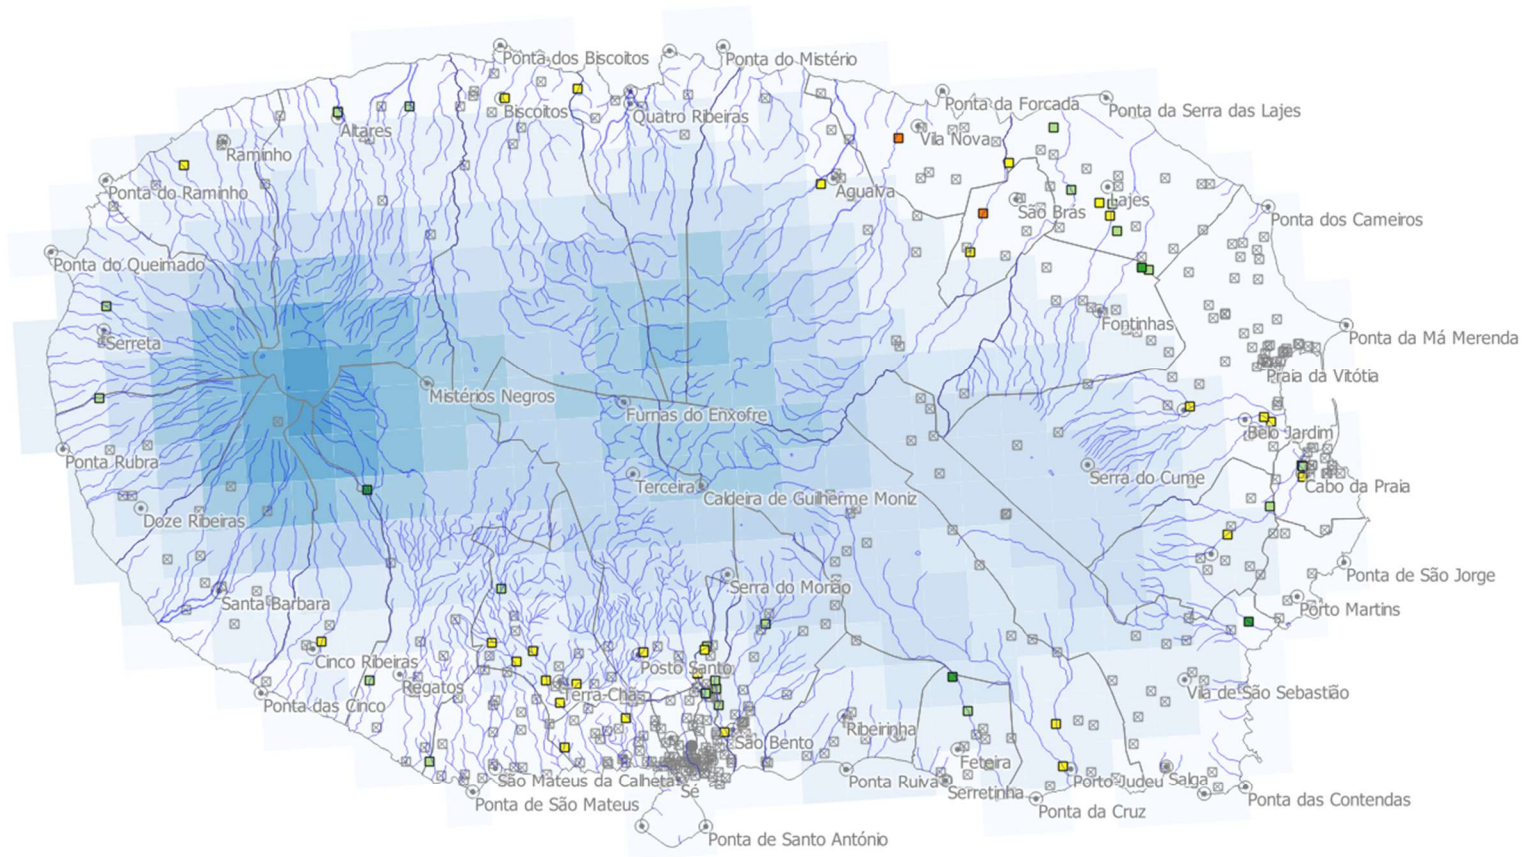 Ponta dos Biscoitos
Ponta do Mistério
Biscoitos
Quatro Ribeiras
Ponta da Forcada
Ponta da Serra das Lajes
Altares
Vila Nova
Raminho
Ponta do Raminho
Agualva
São Brás
Lajes
Ponta dos Carneiros
Ponta do Queimado
Serreta
Fontinhas
Ponta da Má Merenda
Praia da Vitótia
Mistérios Negros
Furnas do Enxofre
Belo Jardim
Ponta Rubra
Serra do Cume
Cabo da Praia
Terceira
Caldeira de Guilherme Moniz
Doze Ribeiras
Ponta de São Jorge
Serra do Morião
Santa Barbara
Porto Martins
Cinco Ribeiras
Posto Santo
Regatos
Terra-Chã
Vila de São Sebastião
Ponta das Cinco
São Bento
Ribeirinha
Feteira
São Mateus da Calheta
Sé
Ponta Ruiva
Serretinha
Porto Judeu
Salga
Ponta de São Mateus
Ponta da Cruz
Ponta das Contendas
Ponta de Santo António